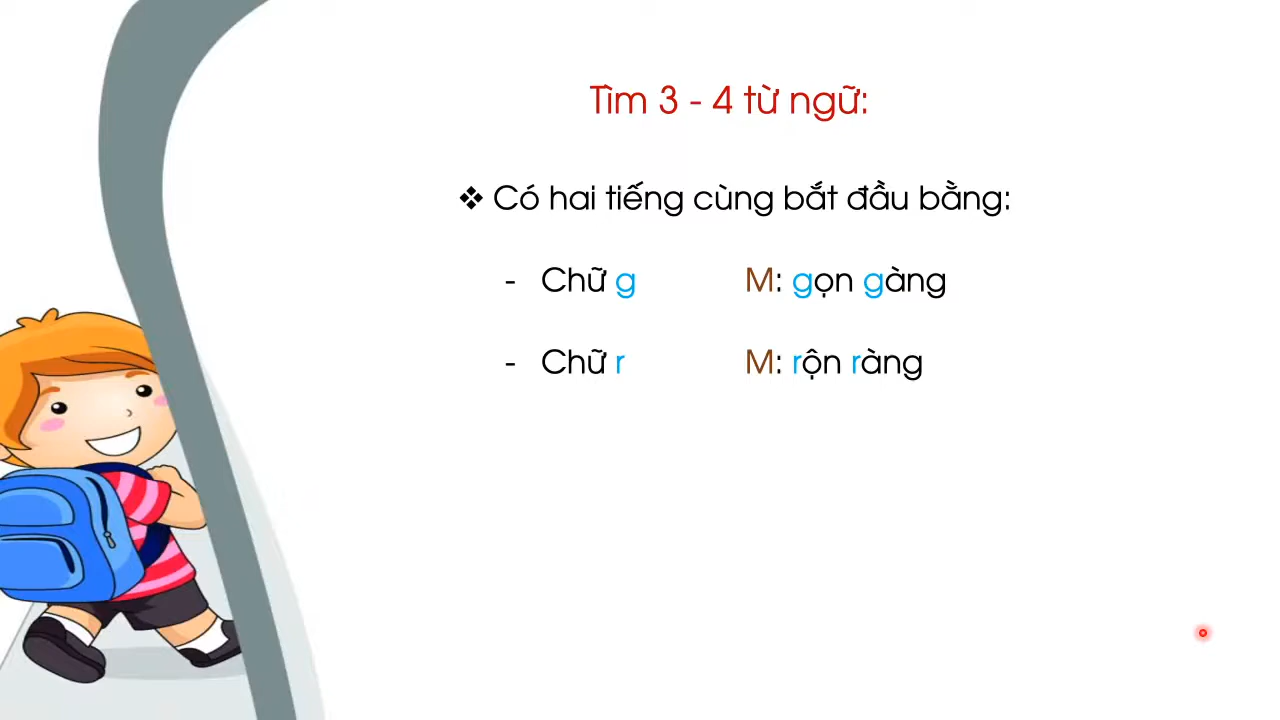 Tìm 3 - 4 từ ngữ:
❖ Có hai tiếng cùng bắt đầu bằng:
- Chữ g M: gọn gàng
- Chữ r M: rộn ràng